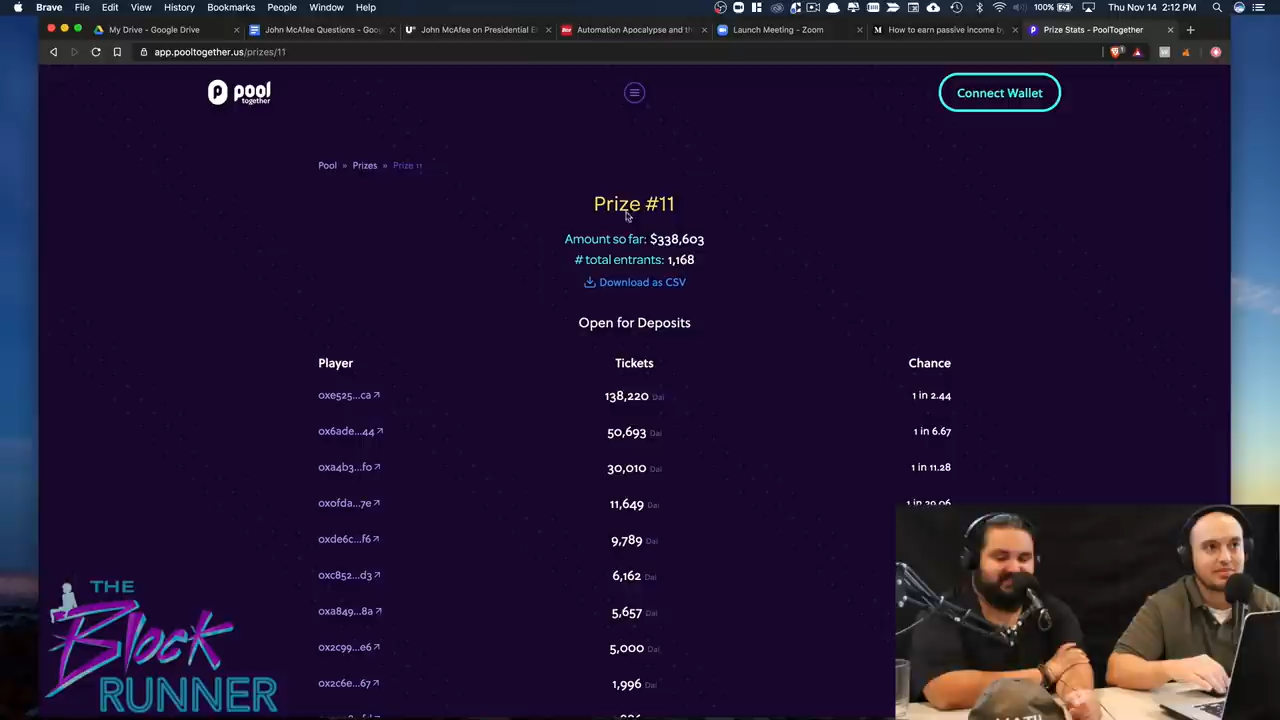 Brave File Edit View History Bookmarks People Window Help 100% Thu Nov 14 2:12 PM
My Drive - Google Drive
John McAfee Questions - Goog
John McAfee on Presidential E
Automation Apocalypse and th
Launch Meeting - Zoom
How to earn passive income b
Prize Stats - PoolTogether
app.pooltogether.us/prizes/11
pool
together
Connect Wallet
Pool » Prizes » Prize 11
Prize #11
Amount so far: $338,603
# total entrants: 1,168
Download as CSV
Open for Deposits
Player Tickets Chance
0xe525...ca 138,220 Dai 1 in 2.44
0x6ade...44 50,693 Dai 1 in 6.67
0xa4b3...f0 30,010 Dai 1 in 11.28
0x0fda...7e 11,649 Dai 1 in 29.06
0xde6c...f6 9,789 Dai
0xc852...d3 6,162 Dai
0xa849...8a 5,657 Dai
0x2c99...e6 5,000 Dai
0x2c6e...67 1,996 Dai
THE
Block
RUNNER